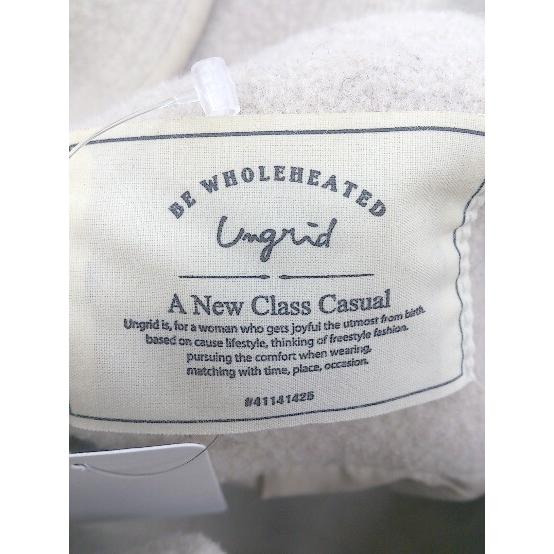 BE WHOLEHEATED
Ungrid
A New Class Casual
Ungrid is, for a woman who gets joyful the utmost from birth.
based on cause lifestyle, thinking of freestyle fashion.
pursuing the comfort when wearing,
matching with time, place, occasion.
#41141425